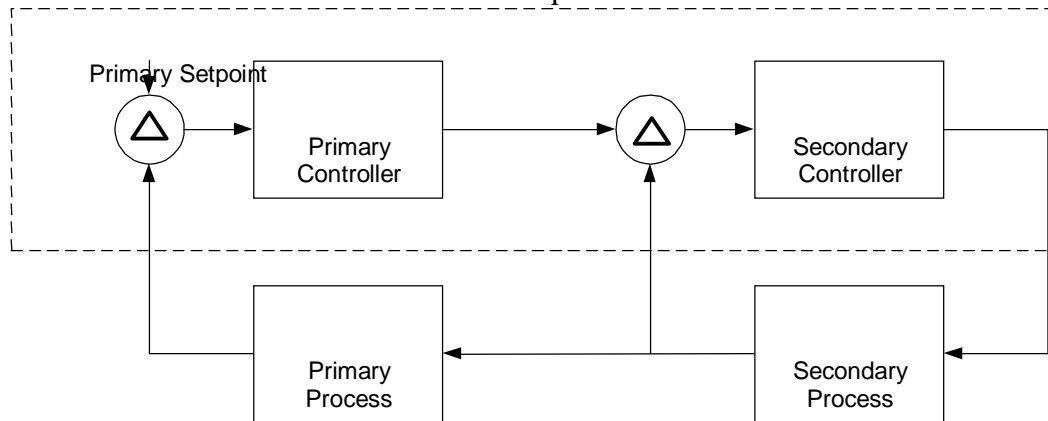 Primary Setpoint
Primary
Controller
Secondary
Controller
Primary
Process
Secondary
Process